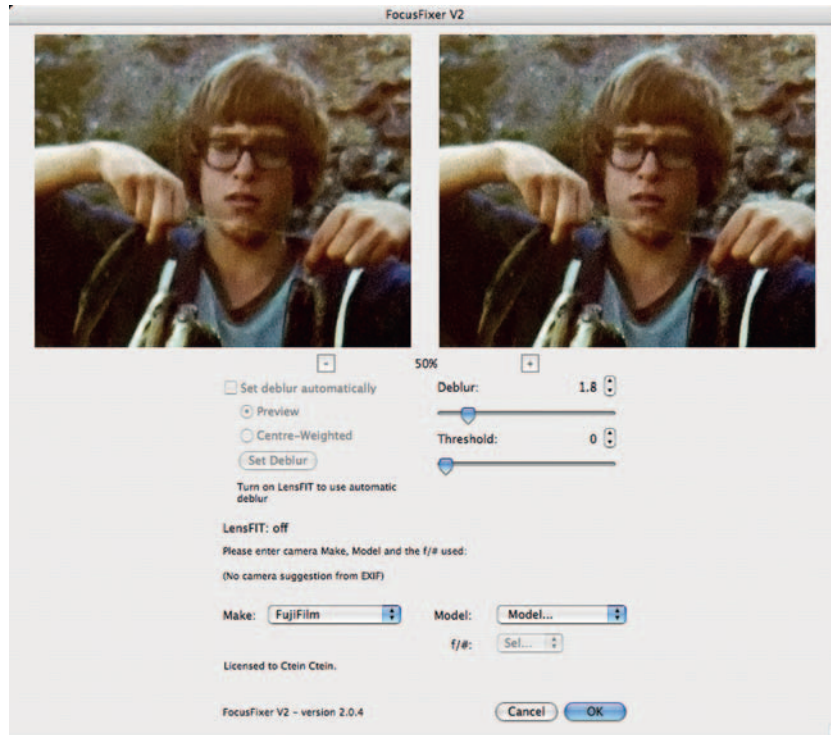 FocusFixer V2
- 50% +
Set deblur automatically
Preview
Centre-Weighted
Set Deblur
Turn on LensFIT to use automatic
deblur
Deblur: 1.8
Threshold: 0
LensFIT: off
Please enter camera Make, Model and the f/# used:
(No camera suggestion from EXIF)
Make: FujiFilm Model: Model...
f/#: Sel...
Licensed to Ctein Ctein.
FocusFixer V2 - version 2.0.4 Cancel OK